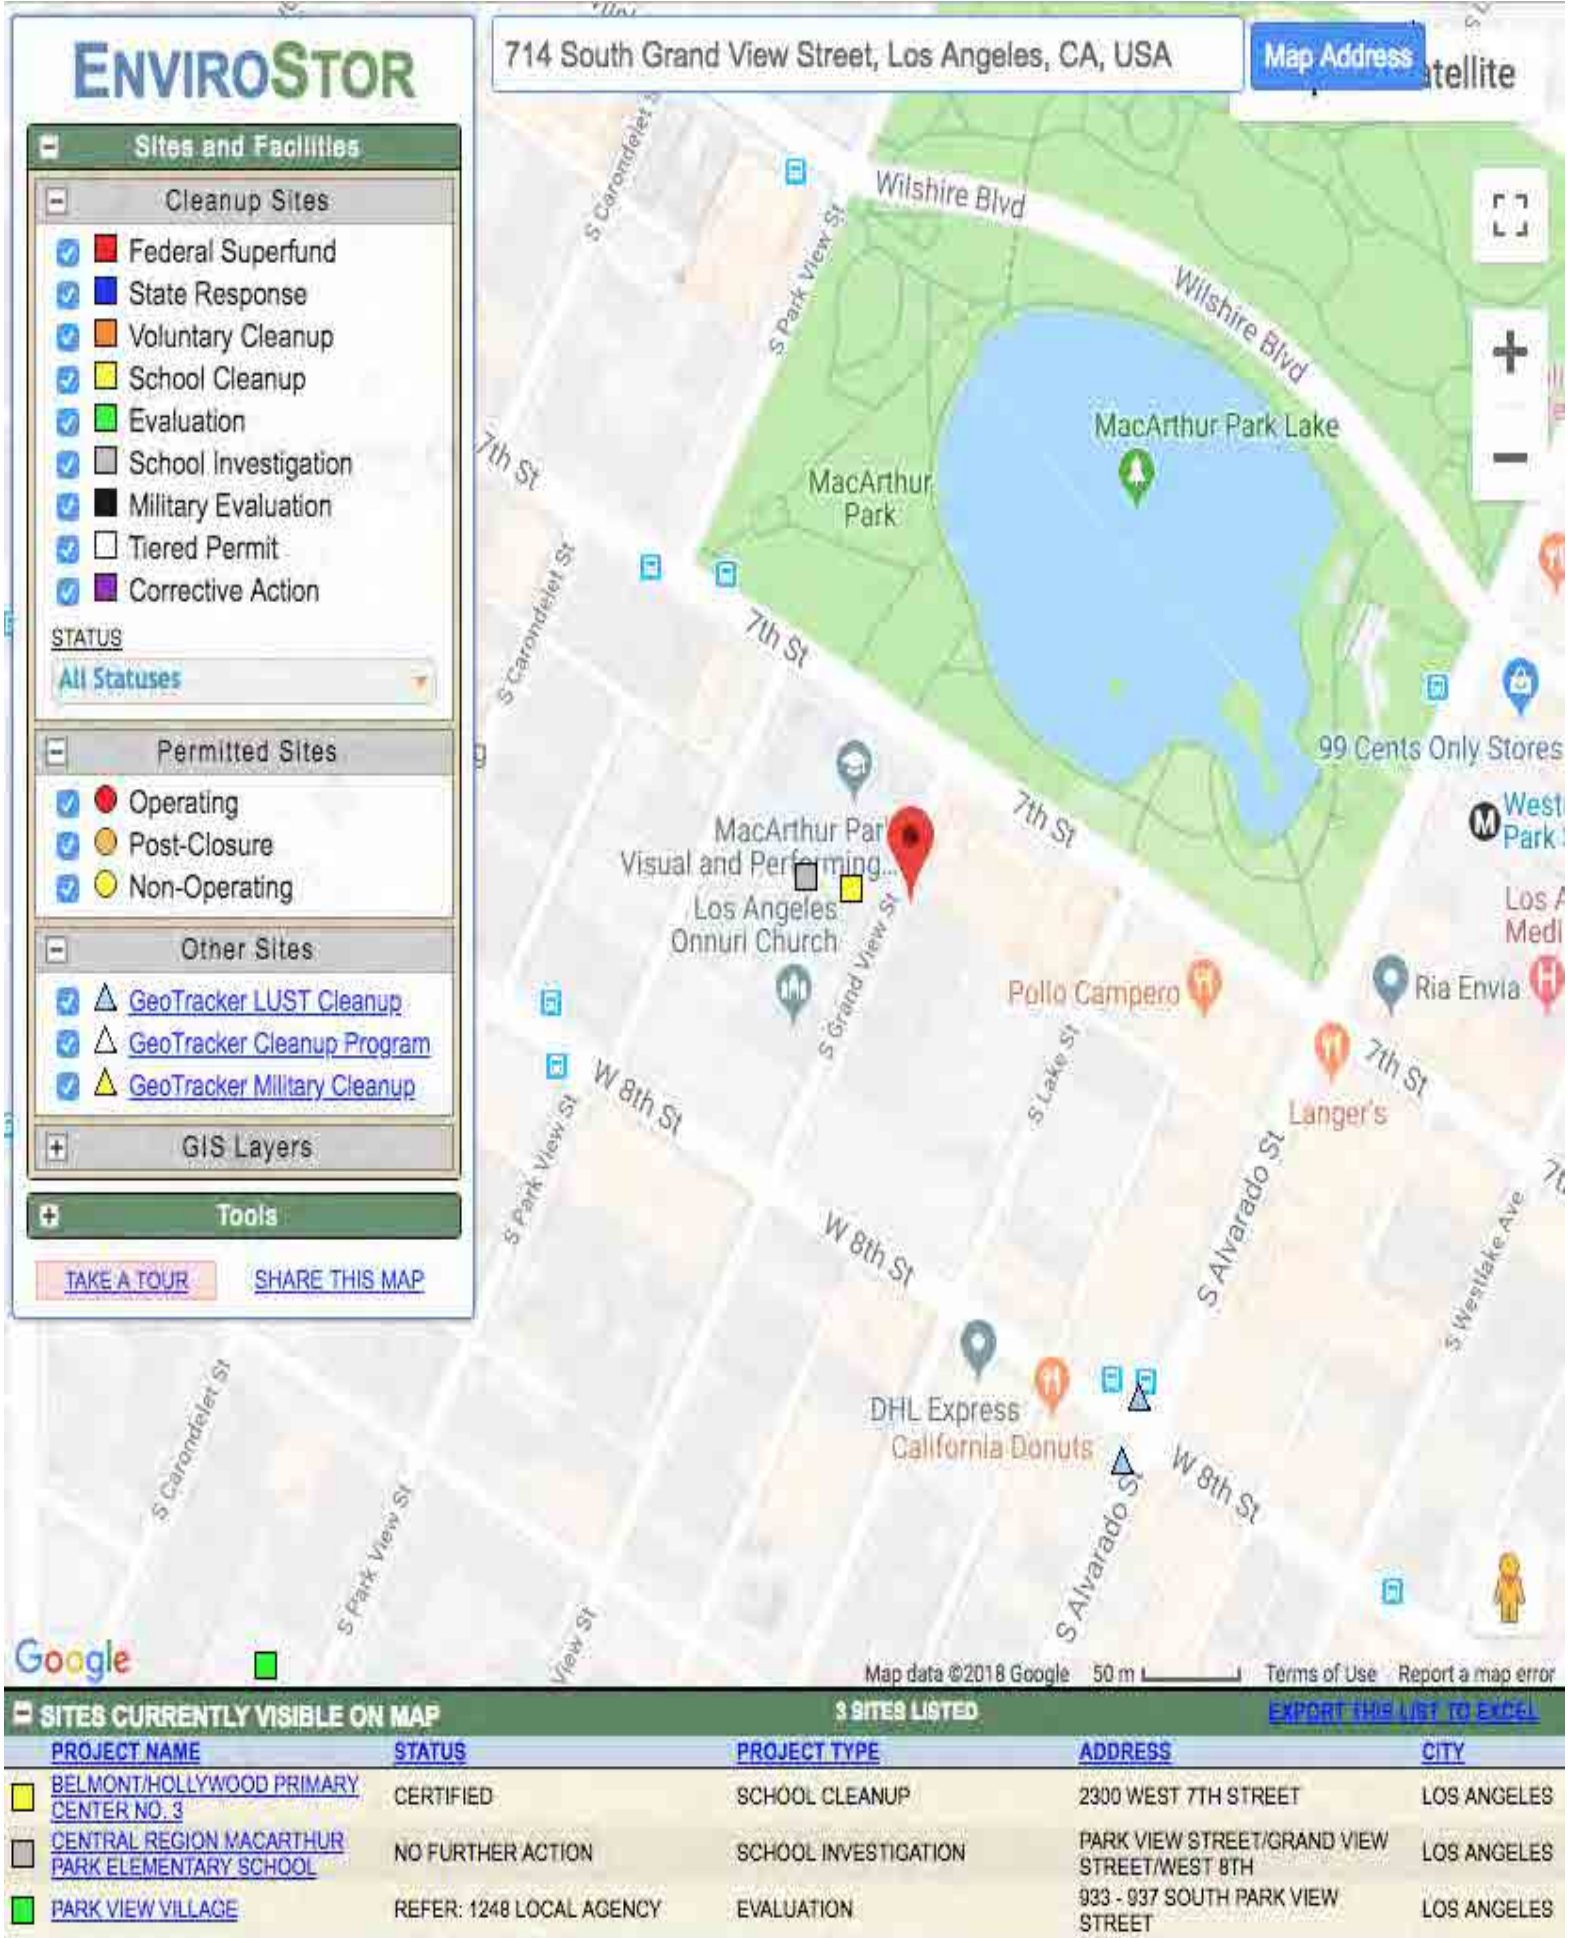 ENVIROSTOR
714 South Grand View Street, Los Angeles, CA, USA
Map Address
atellite
Sites and Facilities
Cleanup Sites
Federal Superfund
State Response
Voluntary Cleanup
School Cleanup
Evaluation
School Investigation
Military Evaluation
Tiered Permit
Corrective Action
STATUS
All Statuses
Permitted Sites
Operating
Post-Closure
Non-Operating
Other Sites
GeoTracker LUST Cleanup
GeoTracker Cleanup Program
GeoTracker Military Cleanup
GIS Layers
Tools
TAKE A TOUR
SHARE THIS MAP
S Carondelet S
Wilshire Blvd
S Park View St
Wilshire Blvd
7th St
MacArthur Park Lake
MacArthur
Park
S Carondelet St
7th St
99 Cents Only Stores
7th St
MacArthur Par
Visual and Performing...
M
West
Park
Los Angeles
Onnuri Church
Los A
Medi
S Grand View St
Pollo Campero
Ria Envia
H
7th St
Langer's
S Lake St
W 8th St
S Park View St
S Alvarado St
W 8th St
S Westlake Ave
DHL Express
California Donuts
W 8th St
S Carondelet St
S Park View St
S Alvarado St
View St
Google
Map data ©2018 Google
50 m
Terms of Use
Report a map error
SITES CURRENTLY VISIBLE ON MAP
3 SITES LISTED
EXPORT THIS LIST TO EXCEL
PROJECT NAME STATUS PROJECT TYPE ADDRESS CITY
BELMONT/HOLLYWOOD PRIMARY
CENTER NO. 3
CERTIFIED
SCHOOL CLEANUP
2300 WEST 7TH STREET
LOS ANGELES
CENTRAL REGION MACARTHUR
PARK ELEMENTARY SCHOOL
NO FURTHER ACTION
SCHOOL INVESTIGATION
PARK VIEW STREET/GRAND VIEW
STREET/WEST 8TH
LOS ANGELES
PARK VIEW VILLAGE
REFER: 1248 LOCAL AGENCY
EVALUATION
933 - 937 SOUTH PARK VIEW
STREET
LOS ANGELES